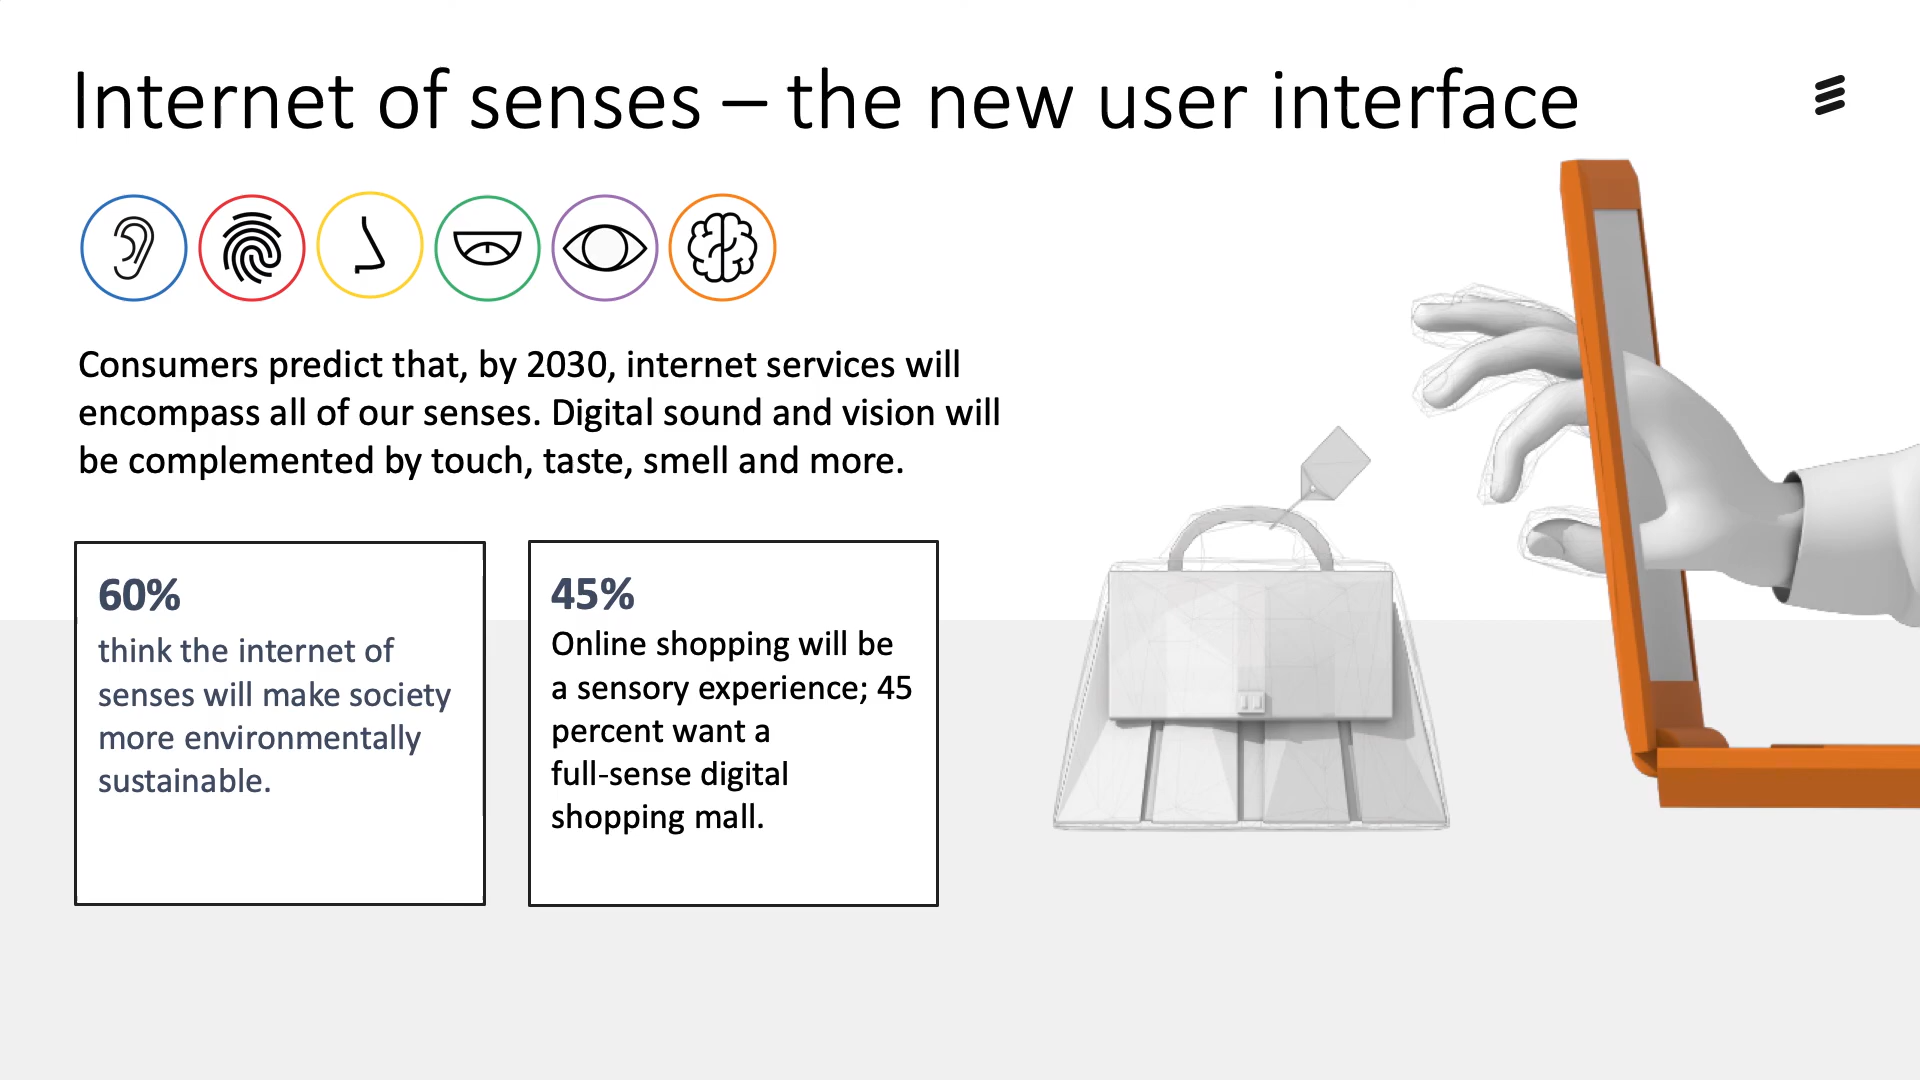 Internet of senses – the new user interface
Consumers predict that, by 2030, internet services will
encompass all of our senses. Digital sound and vision will
be complemented by touch, taste, smell and more.
60%
think the internet of
senses will make society
more environmentally
sustainable.
45%
Online shopping will be
a sensory experience; 45
percent want a
full-sense digital
shopping mall.